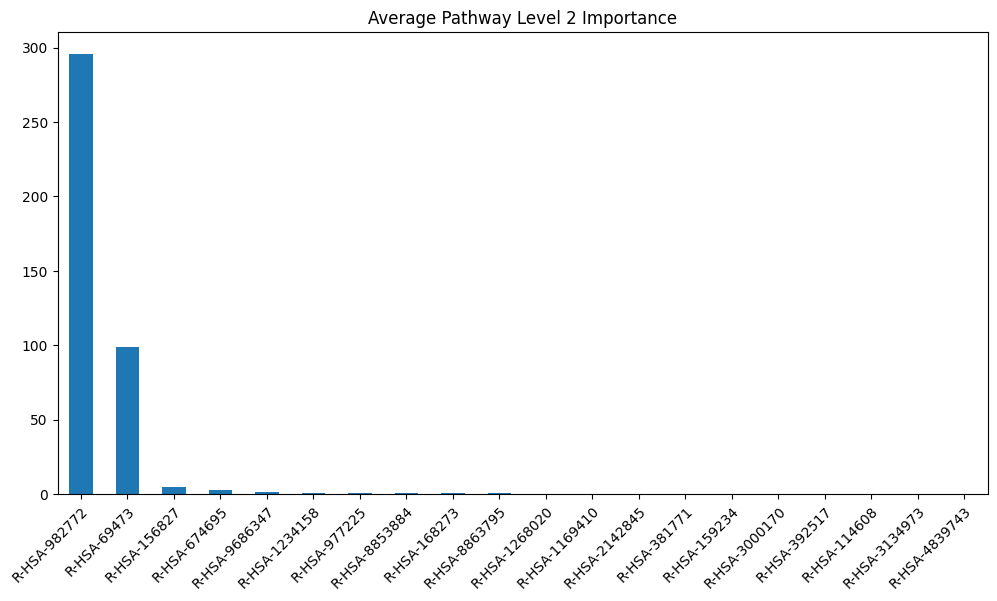 Average Pathway Level 2 Importance
300
250
200
150
100
50
0
R-HSA-982772
R-HSA-69473
R-HSA-156827
R-HSA-674695
R-HSA-9686347
R-HSA-1234158
R-HSA-977225
R-HSA-8853884
R-HSA-168273
R-HSA-8863795
R-HSA-1268020
R-HSA-1169410
R-HSA-2142845
R-HSA-381771
R-HSA-159234
R-HSA-3000170
R-HSA-392517
R-HSA-114608
R-HSA-3134973
R-HSA-4839743